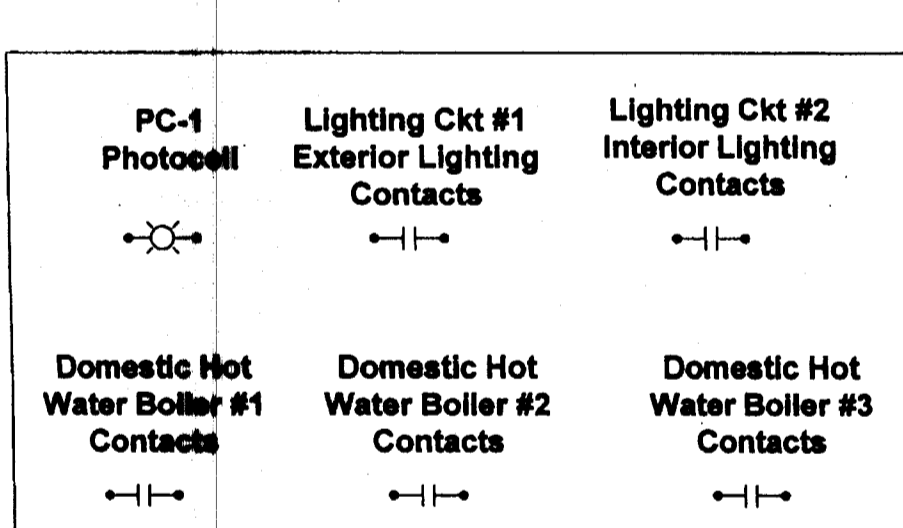 PC-1
Photocell
Lighting Ckt #1
Exterior Lighting
Contacts
Lighting Ckt #2
Interior Lighting
Contacts
Domestic Hot
Water Boiler #1
Contacts
Domestic Hot
Water Boiler #2
Contacts
Domestic Hot
Water Boiler #3
Contacts